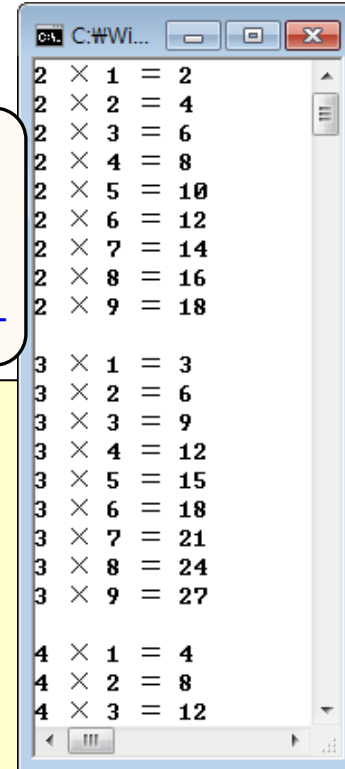 C:\Wi...
2 × 1 = 2
2 × 2 = 4
2 × 3 = 6
2 × 4 = 8
2 × 5 = 10
2 × 6 = 12
2 × 7 = 14
2 × 8 = 16
2 × 9 = 18
3 × 1 = 3
3 × 2 = 6
3 × 3 = 9
3 × 4 = 12
3 × 5 = 15
3 × 6 = 18
3 × 7 = 21
3 × 8 = 24
3 × 9 = 27
4 × 1 = 4
4 × 2 = 8
4 × 3 = 12